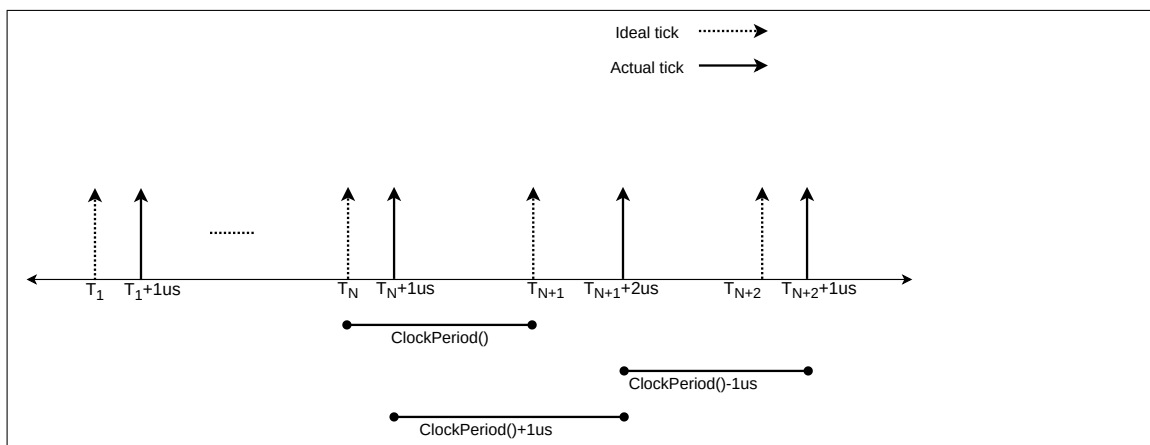 Ideal tick
Actual tick
..........
T1 T1+1us TN TN+1us TN+1 TN+1+2us TN+2 TN+2+1us
ClockPeriod()
ClockPeriod()-1us
ClockPeriod()+1us